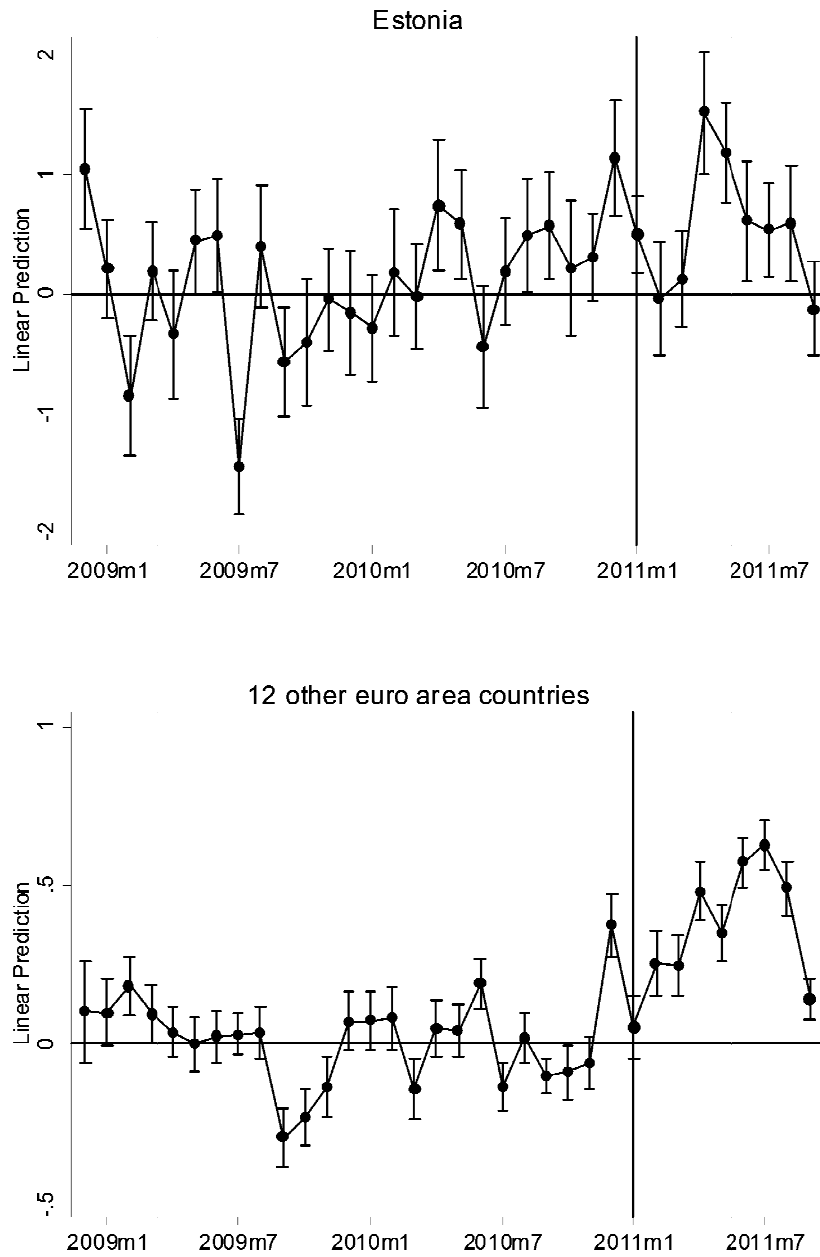 Estonia
Linear Prediction
2
1
0
-1
-2
2009m1 2009m7 2010m1 2010m7 2011m1 2011m7
12 other euro area countries
Linear Prediction
1
.5
0
-.5
2009m1 2009m7 2010m1 2010m7 2011m1 2011m7